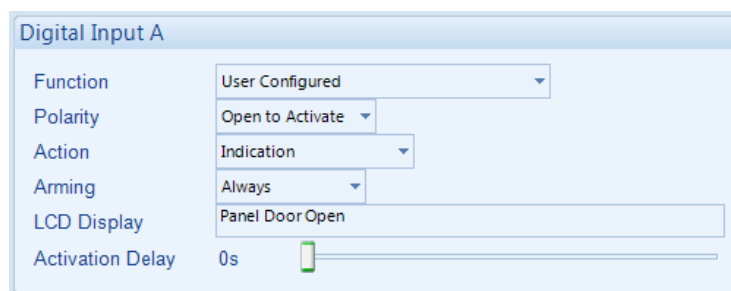 Digital Input A
Function User Configured
Polarity Open to Activate
Action Indication
Arming Always
LCD Display Panel Door Open
Activation Delay 0s